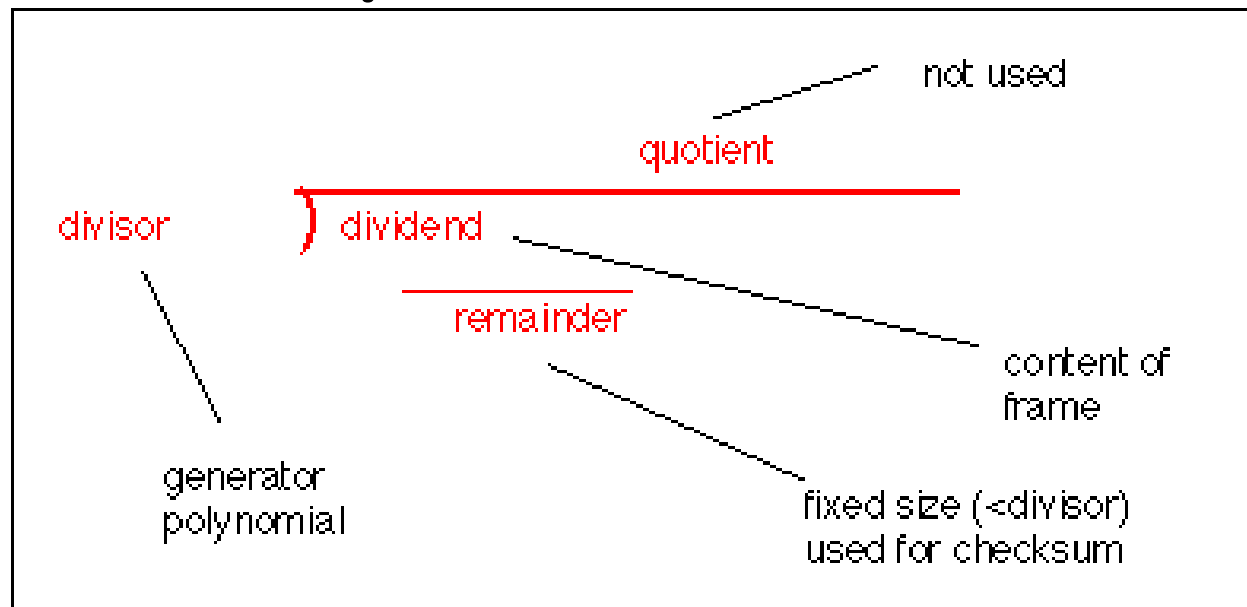 not used
quotient
divisor
dividend
remainder
content of
frame
generator
polynomial
fixed size (<divisor)
used for checksum